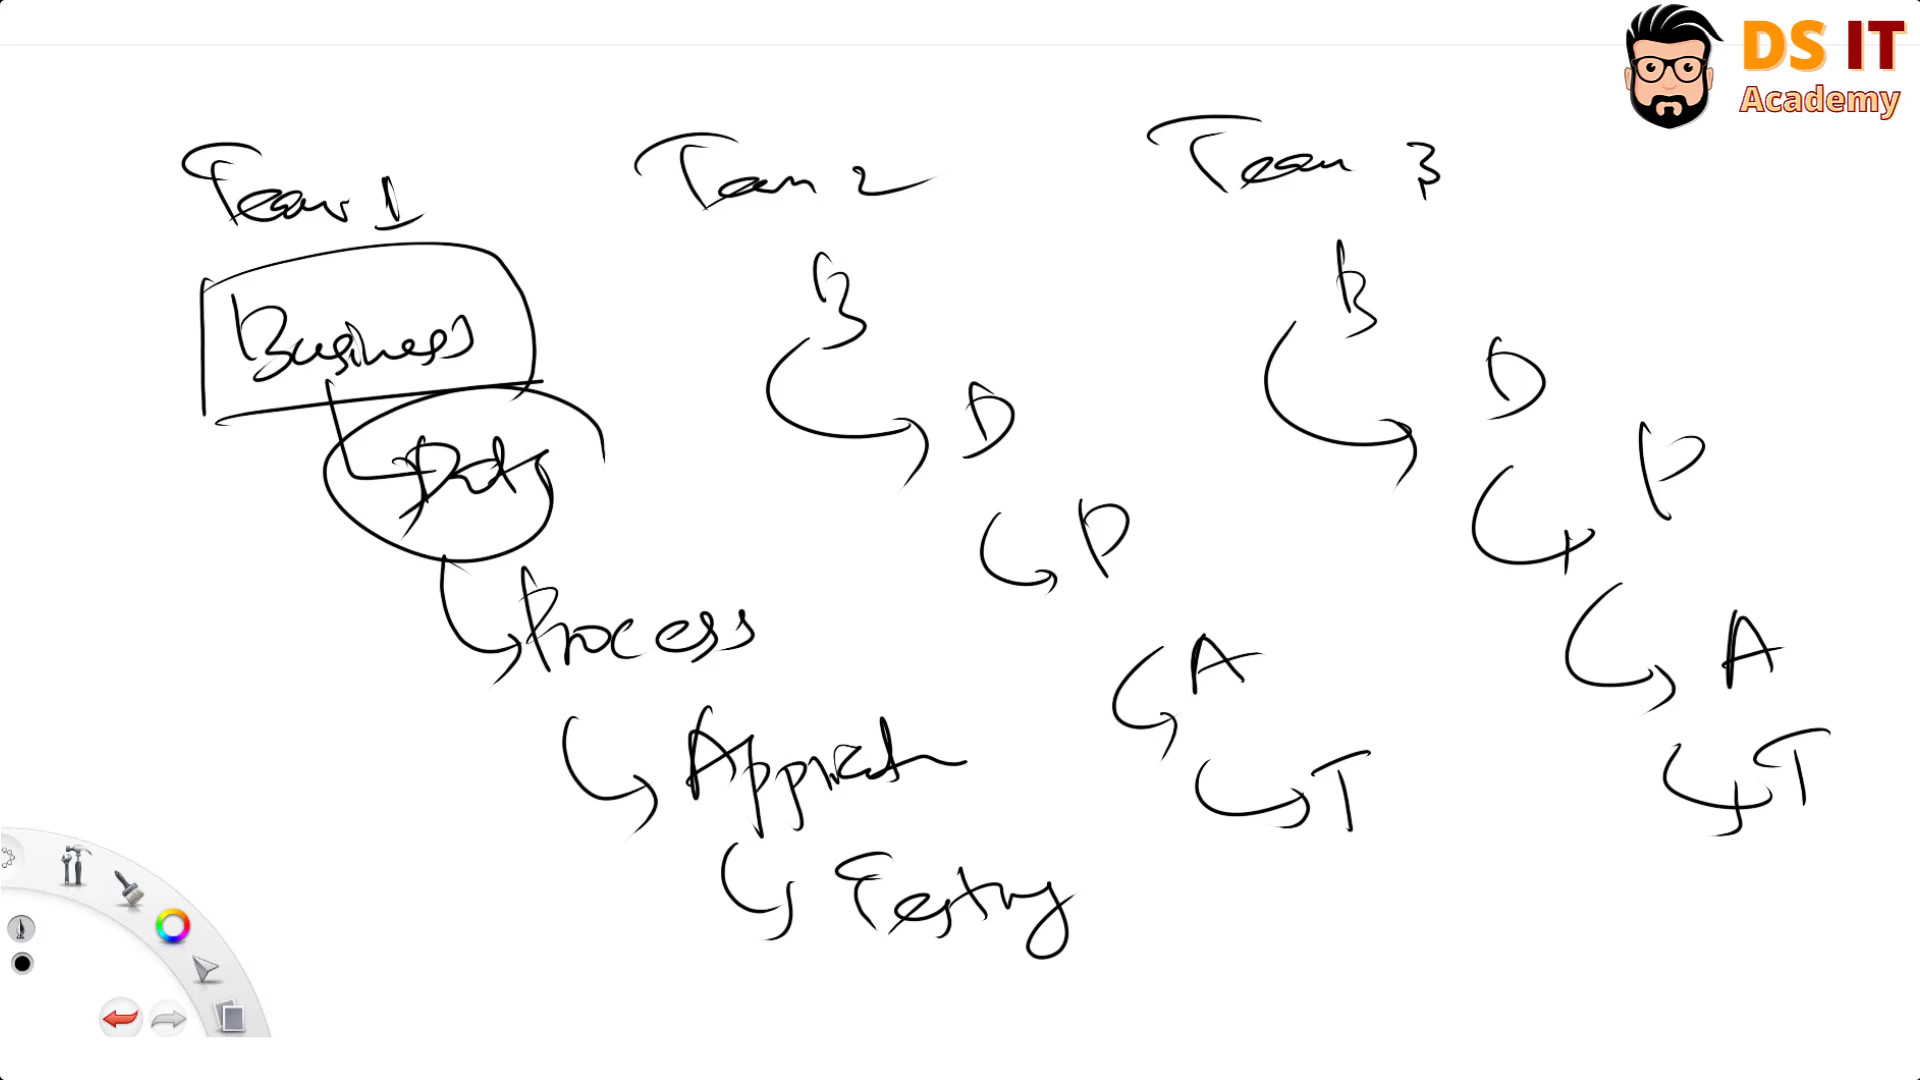 DS IT
Academy
Team 1
Business
Data
Process
Approach
Testing
Team 2
B
D
P
A
T
Team 3
B
D
P
A
T